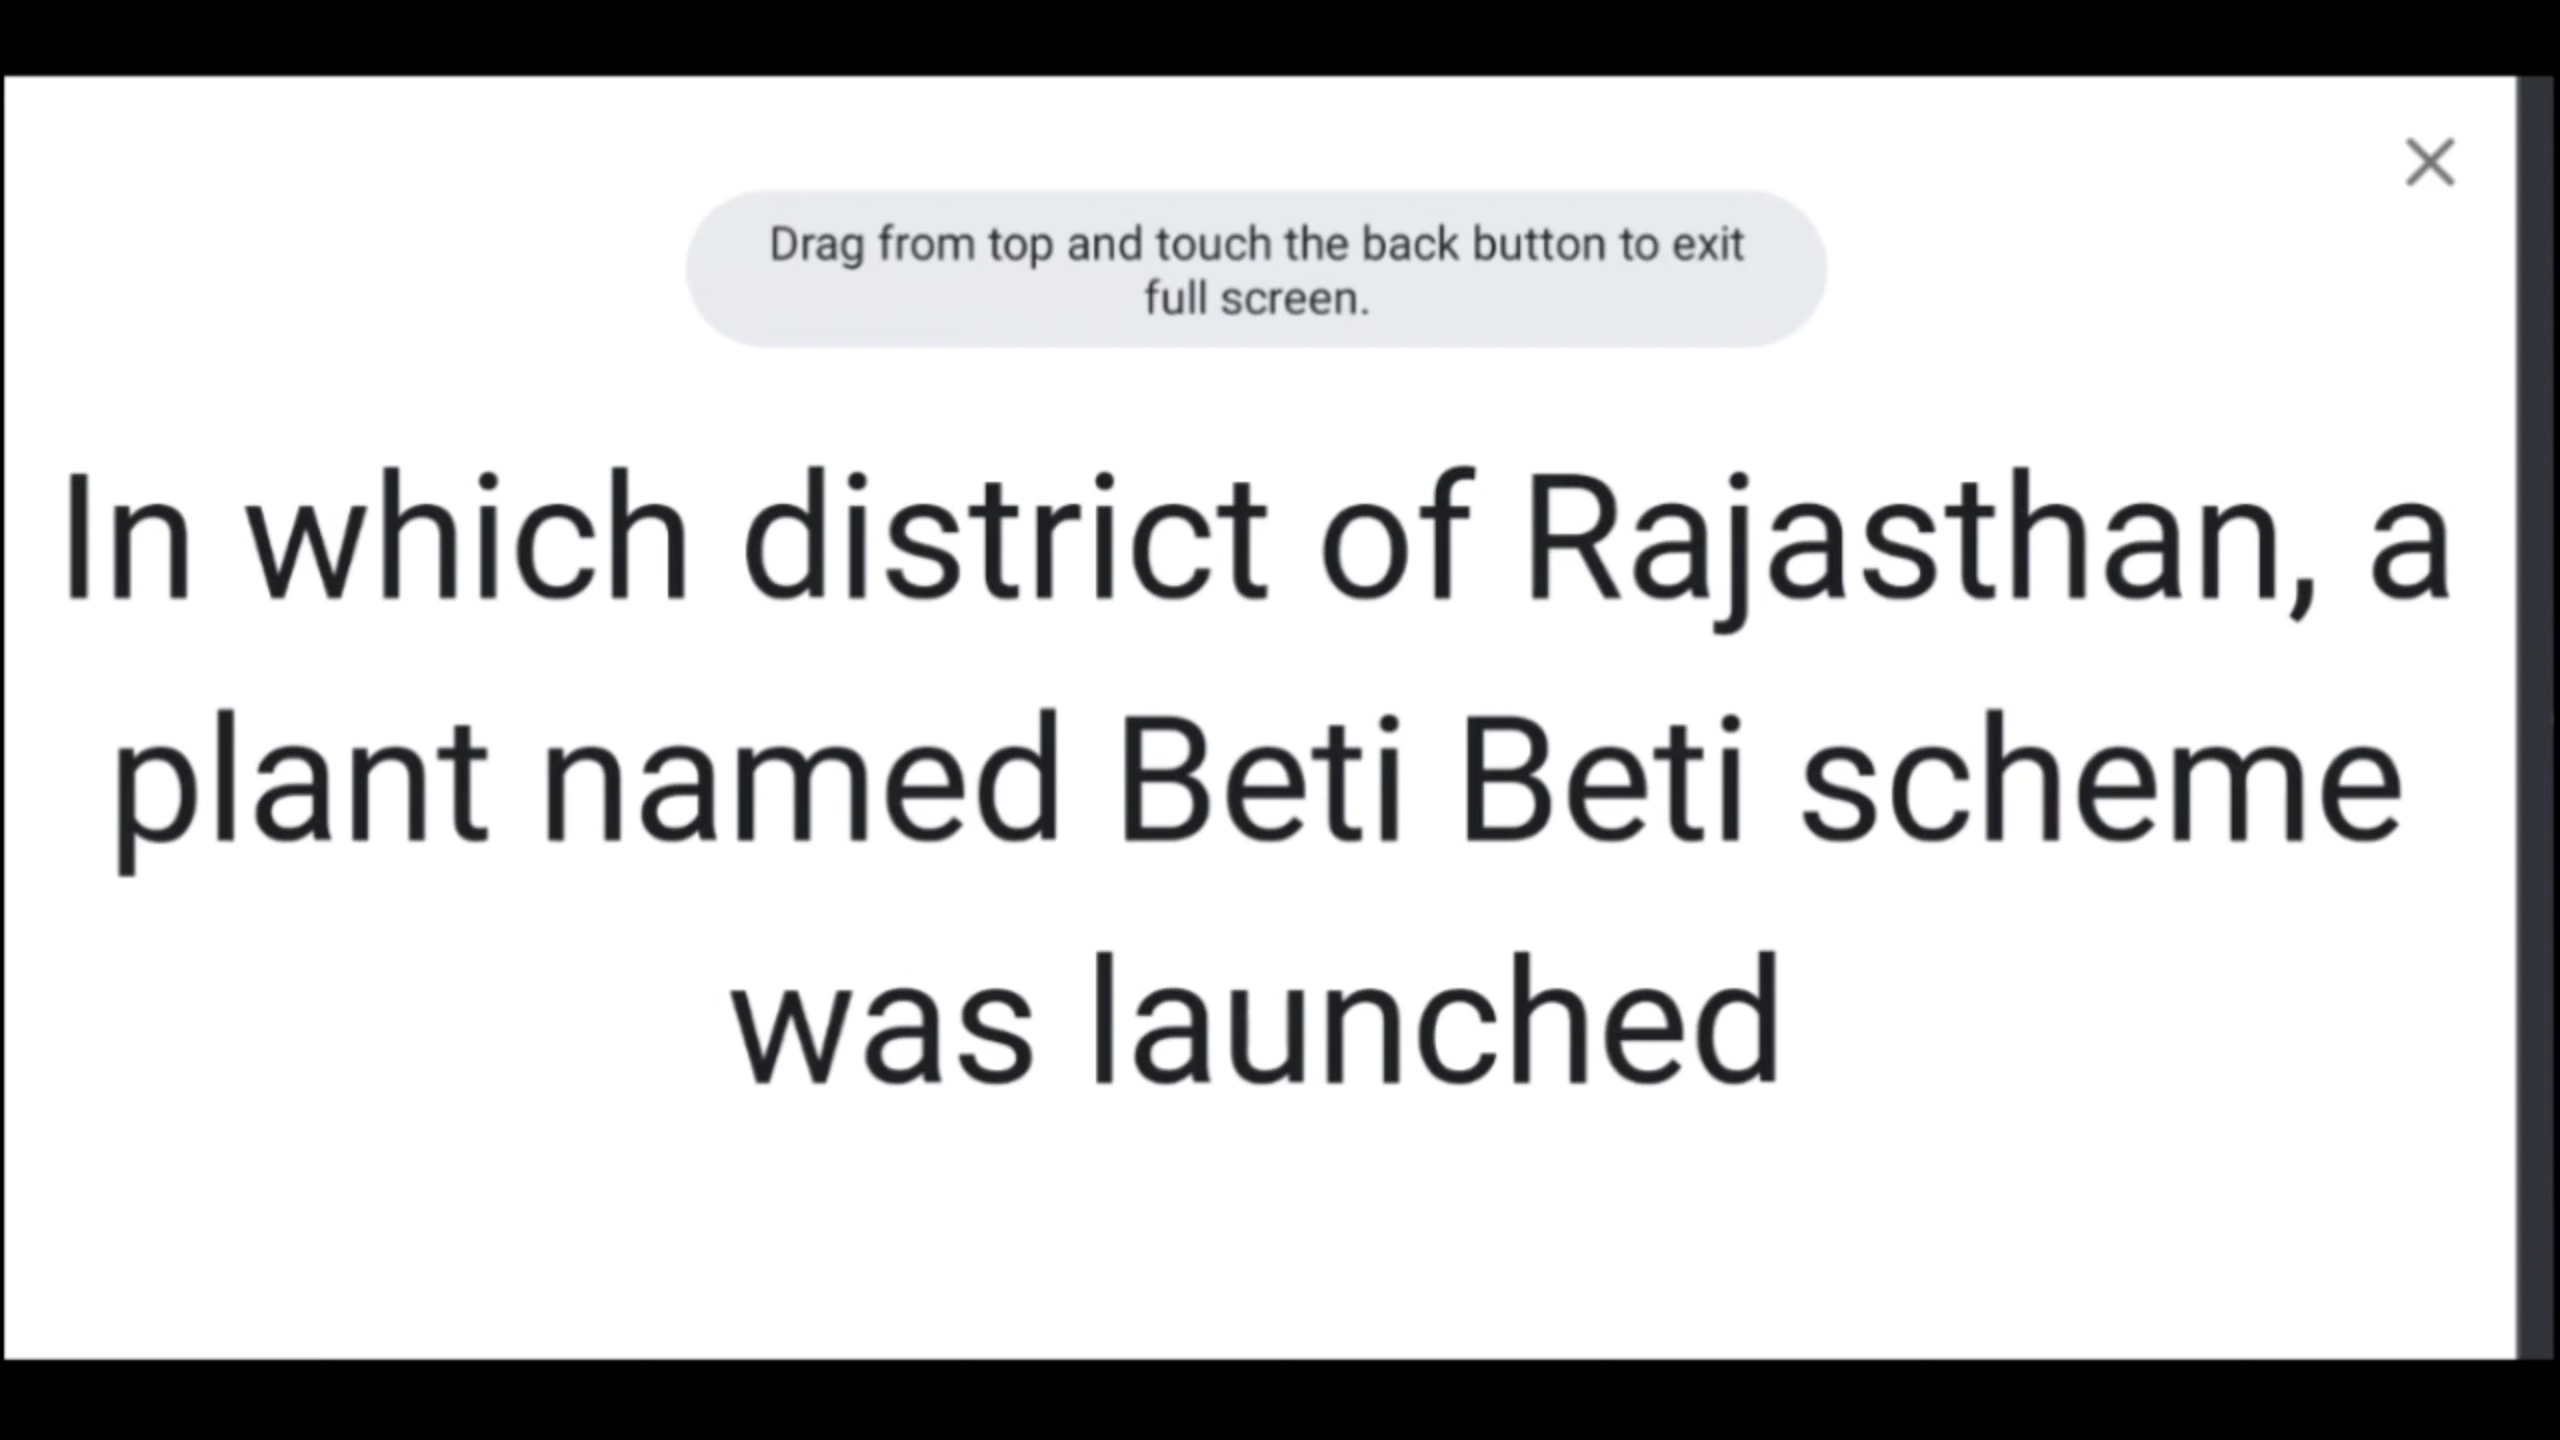 Drag from top and touch the back button to exit
full screen.
In which district of Rajasthan, a
plant named Beti Beti scheme
was launched